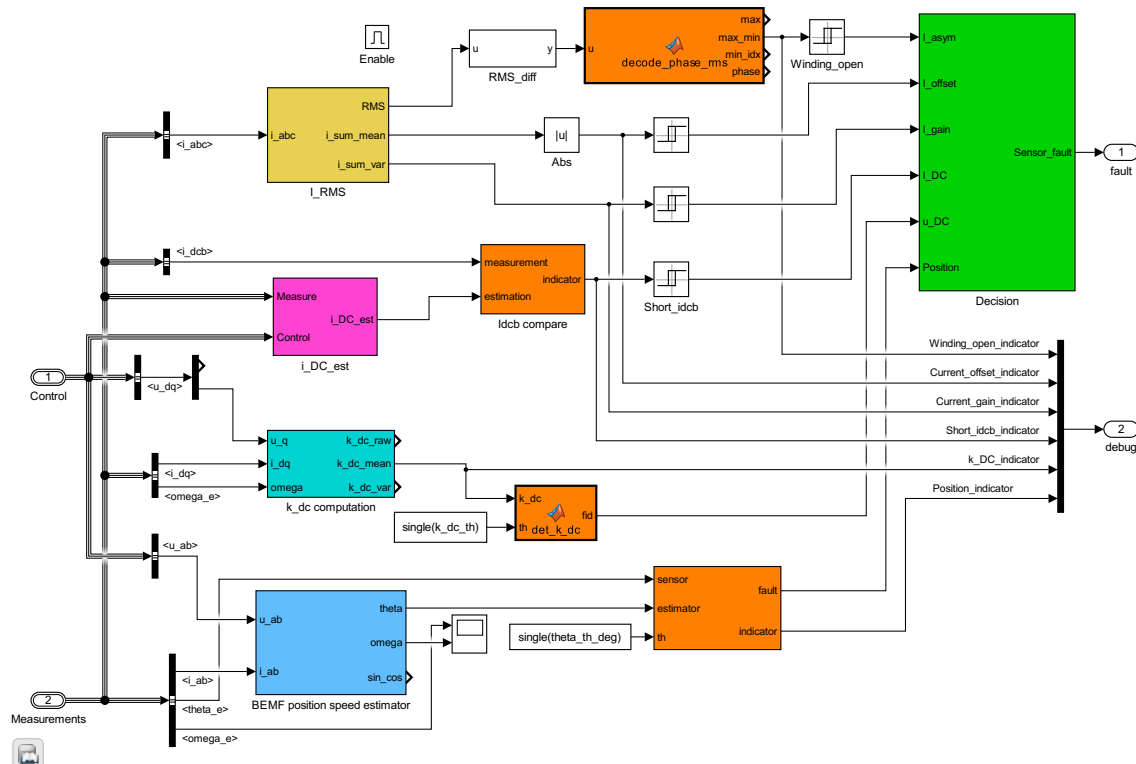 Enable
u
y
RMS_diff
u
decode_phase_rms
max
max_min
min_idx
phase
Winding_open
<i_abc>
i_abc
RMS
i_sum_mean
i_sum_var
I_RMS
|u|
Abs
I_asym
I_offset
I_gain
I_DC
u_DC
Position
Sensor_fault
Decision
1
fault
<i_dcb>
measurement
estimation
indicator
Idcb compare
Short_idcb
Measure
Control
i_DC_est
i_DC_est
1
Control
<u_dq>
Winding_open_indicator
Current_offset_indicator
Current_gain_indicator
Short_idcb_indicator
k_DC_indicator
Position_indicator
2
debug
<i_dq>
<omega_e>
u_q
i_dq
omega
k_dc_raw
k_dc_mean
k_dc_var
k_dc computation
single(k_dc_th)
k_dc
th
fid
det_k_dc
<u_ab>
u_ab
i_ab
theta
omega
sin_cos
BEMF position speed estimator
single(theta_th_deg)
sensor
estimator
th
fault
indicator
2
Measurements
<i_ab>
<theta_e>
<omega_e>